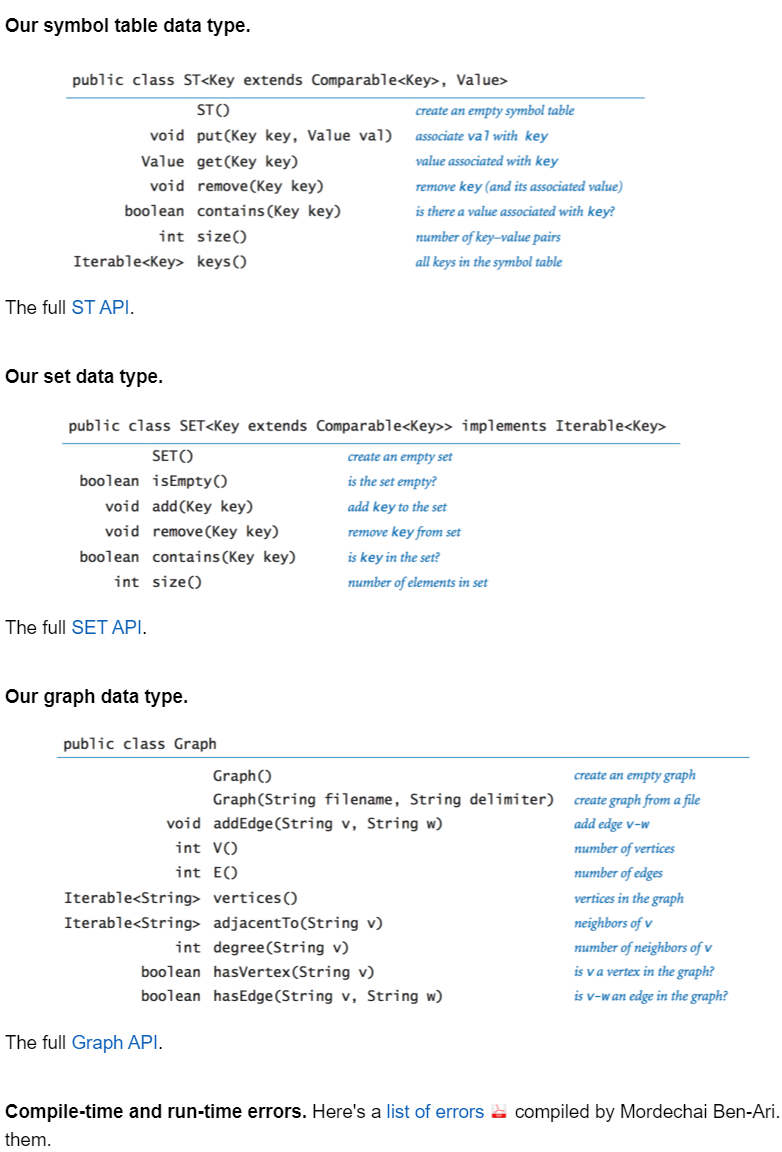 Our symbol table data type.
public class ST<Key extends Comparable<Key>, Value>
ST() create an empty symbol table
void put(Key key, Value val) associate val with key
Value get(Key key) value associated with key
void remove(Key key) remove key (and its associated value)
boolean contains(Key key) is there a value associated with key?
int size() number of key–value pairs
Iterable<Key> keys() all keys in the symbol table
The full ST API.
Our set data type.
public class SET<Key extends Comparable<Key>> implements Iterable<Key>
SET() create an empty set
boolean isEmpty() is the set empty?
void add(Key key) add key to the set
void remove(Key key) remove key from set
boolean contains(Key key) is key in the set?
int size() number of elements in set
The full SET API.
Our graph data type.
public class Graph
Graph() create an empty graph
Graph(String filename, String delimiter) create graph from a file
void addEdge(String v, String w) add edge v-w
int V() number of vertices
int E() number of edges
Iterable<String> vertices() vertices in the graph
Iterable<String> adjacentTo(String v) neighbors of v
int degree(String v) number of neighbors of v
boolean hasVertex(String v) is v a vertex in the graph?
boolean hasEdge(String v, String w) is v-w an edge in the graph?
The full Graph API.
Compile-time and run-time errors. Here's a list of errors compiled by Mordechai Ben-Ari.
them.